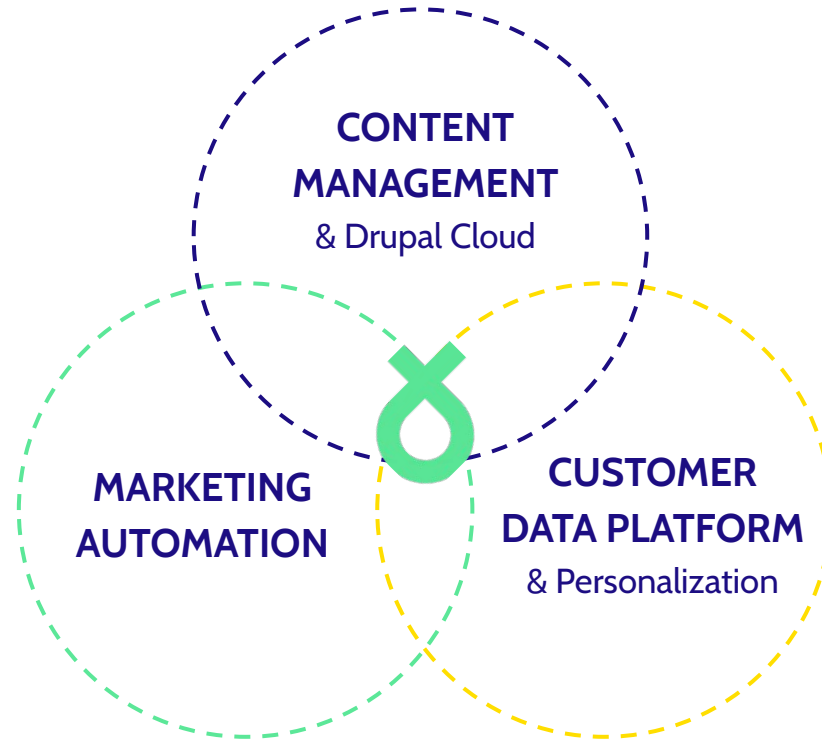 CONTENT
MANAGEMENT
& Drupal Cloud
MARKETING
AUTOMATION
CUSTOMER
DATA PLATFORM
& Personalization